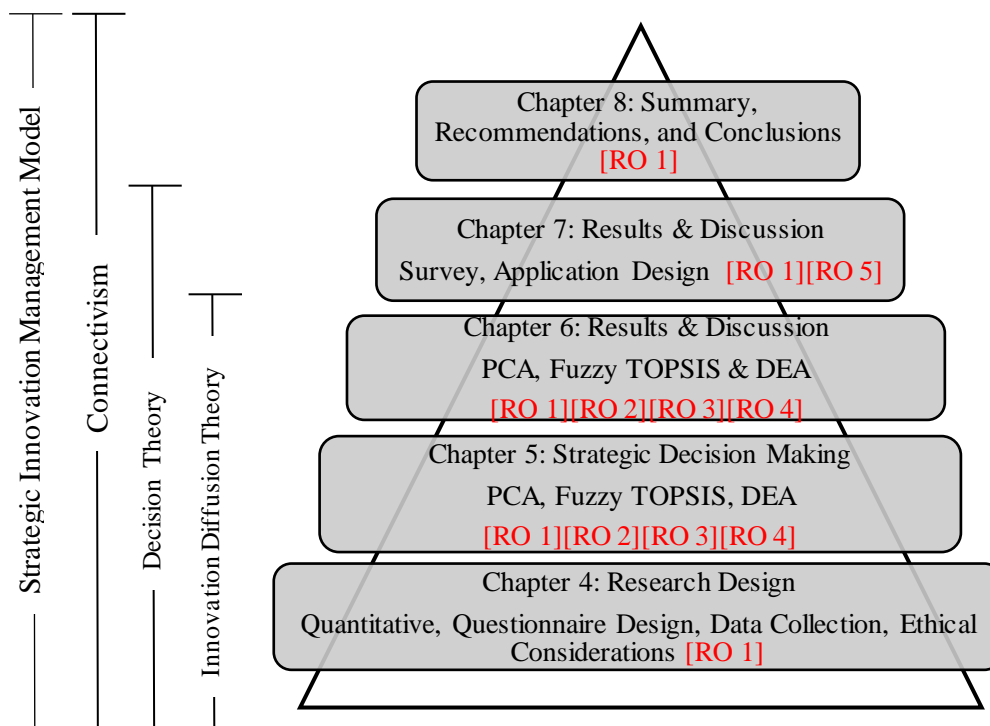 Strategic Innovation Management Model
Connectivism
Decision Theory
Innovation Diffusion Theory
Chapter 8: Summary,
Recommendations, and Conclusions
[RO 1]
Chapter 7: Results & Discussion
Survey, Application Design [RO 1][RO 5]
Chapter 6: Results & Discussion
PCA, Fuzzy TOPSIS & DEA
[RO 1][RO 2][RO 3][RO 4]
Chapter 5: Strategic Decision Making
PCA, Fuzzy TOPSIS, DEA
[RO 1][RO 2][RO 3][RO 4]
Chapter 4: Research Design
Quantitative, Questionnaire Design, Data Collection, Ethical
Considerations [RO 1]